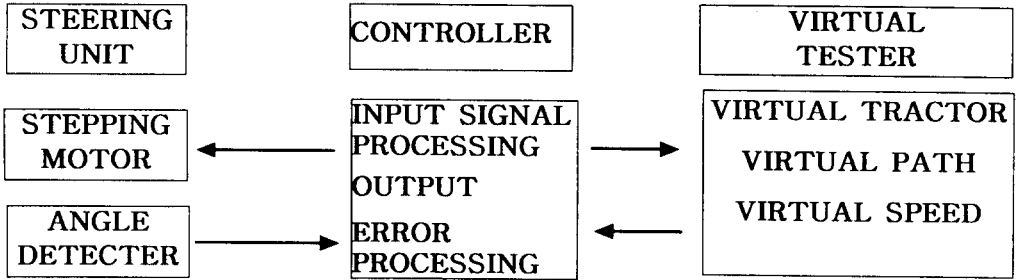 STEERING
UNIT
CONTROLLER
VIRTUAL
TESTER
STEPPING
MOTOR
ANGLE
DETECTER
INPUT SIGNAL
PROCESSING
OUTPUT
ERROR
PROCESSING
VIRTUAL TRACTOR
VIRTUAL PATH
VIRTUAL SPEED